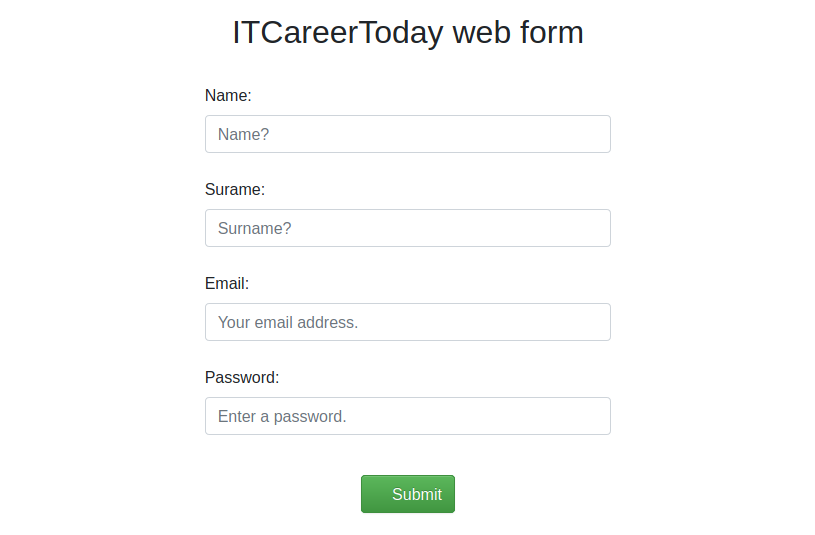 ITCareerToday web form
Name:
Name?
Surame:
Surname?
Email:
Your email address.
Password:
Enter a password.
Submit